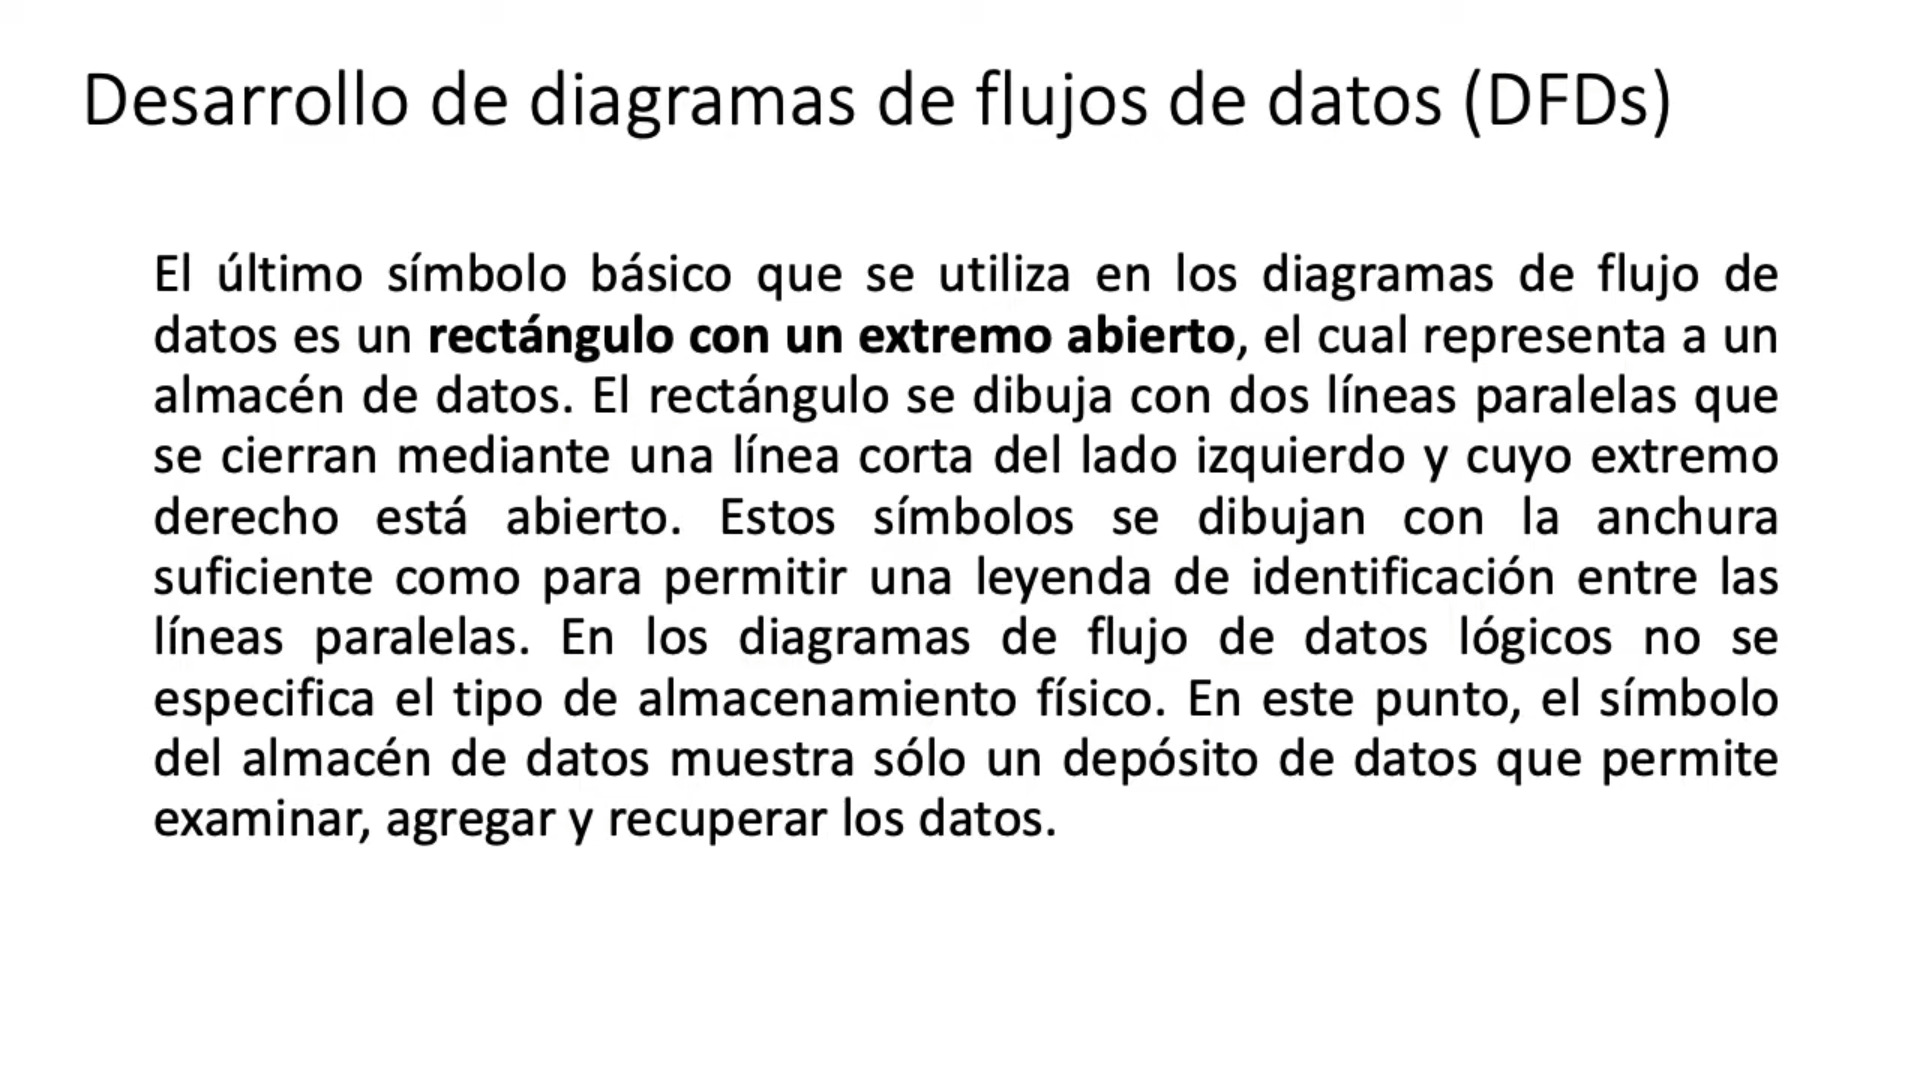 Desarrollo de diagramas de flujos de datos (DFDs)
El último símbolo básico que se utiliza en los diagramas de flujo de
datos es un rectángulo con un extremo abierto, el cual representa a un
almacén de datos. El rectángulo se dibuja con dos líneas paralelas que
se cierran mediante una línea corta del lado izquierdo y cuyo extremo
derecho está abierto. Estos símbolos se dibujan con la anchura
suficiente como para permitir una leyenda de identificación entre las
líneas paralelas. En los diagramas de flujo de datos lógicos no se
especifica el tipo de almacenamiento físico. En este punto, el símbolo
del almacén de datos muestra sólo un depósito de datos que permite
examinar, agregar y recuperar los datos.